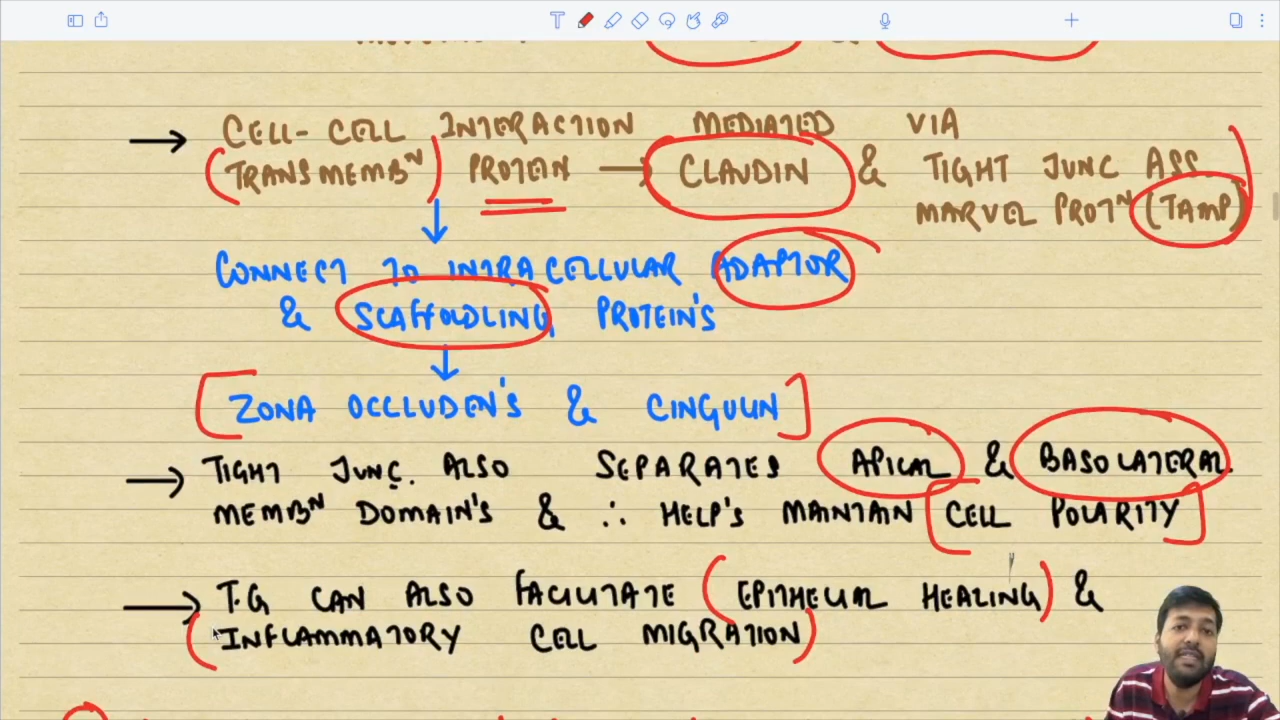 CELL-CELL INTERACTION MEDIATED VIA
(TRANSMEMBᴺ) PROTEIN → CLAUDIN & TIGHT JUNC ASS
MARVEL PROTᴺ (TAMP)
CONNECT TO INTRACELLULAR ADAPTOR
& SCAFFOLDLING PROTEIN'S
[ZONA OCCLUDEN'S & CINGULIN]
→ TIGHT JUNC. ALSO SEPARATES APICAL & BASOLATERAL
MEMBᴺ DOMAIN'S & ∴ HELP'S MAINTAIN [CELL POLARITY]
→ T.G CAN ALSO FACILITATE (EPITHELIAL HEALING) &
(INFLAMMATORY CELL MIGRATION)